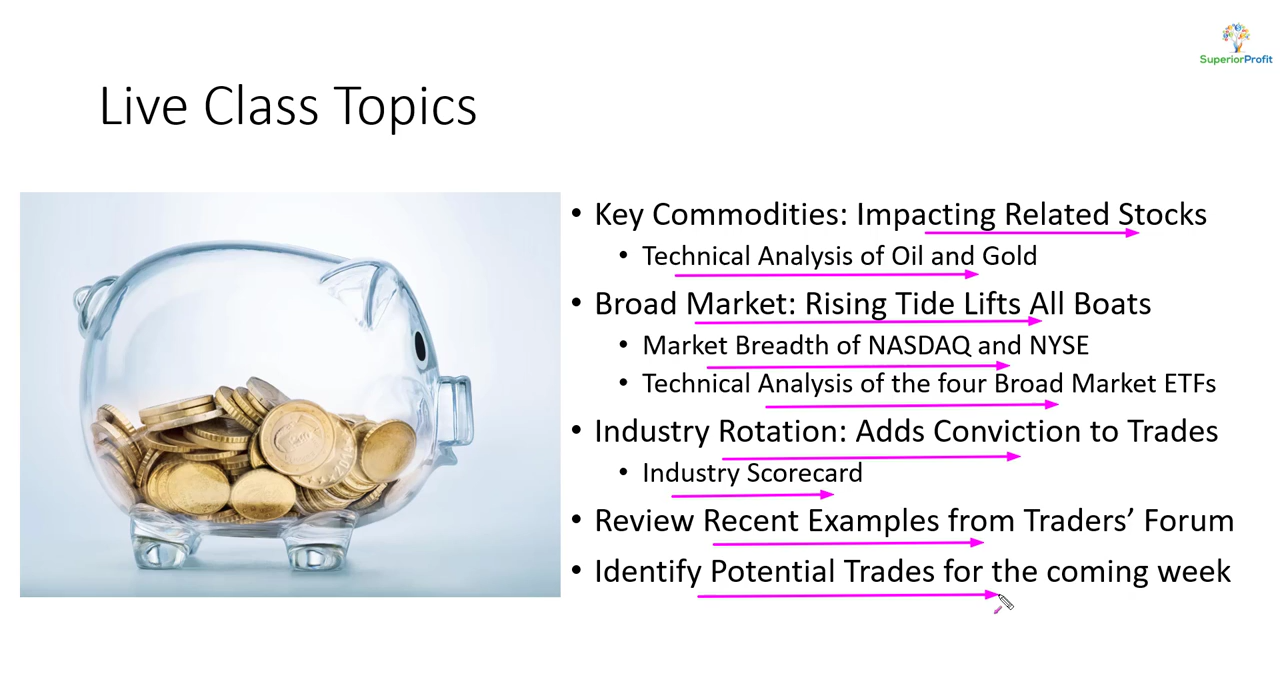 SuperiorProfit
Live Class Topics
• Key Commodities: Impacting Related Stocks
• Technical Analysis of Oil and Gold
• Broad Market: Rising Tide Lifts All Boats
• Market Breadth of NASDAQ and NYSE
• Technical Analysis of the four Broad Market ETFs
• Industry Rotation: Adds Conviction to Trades
• Industry Scorecard
• Review Recent Examples from Traders’ Forum
• Identify Potential Trades for the coming week